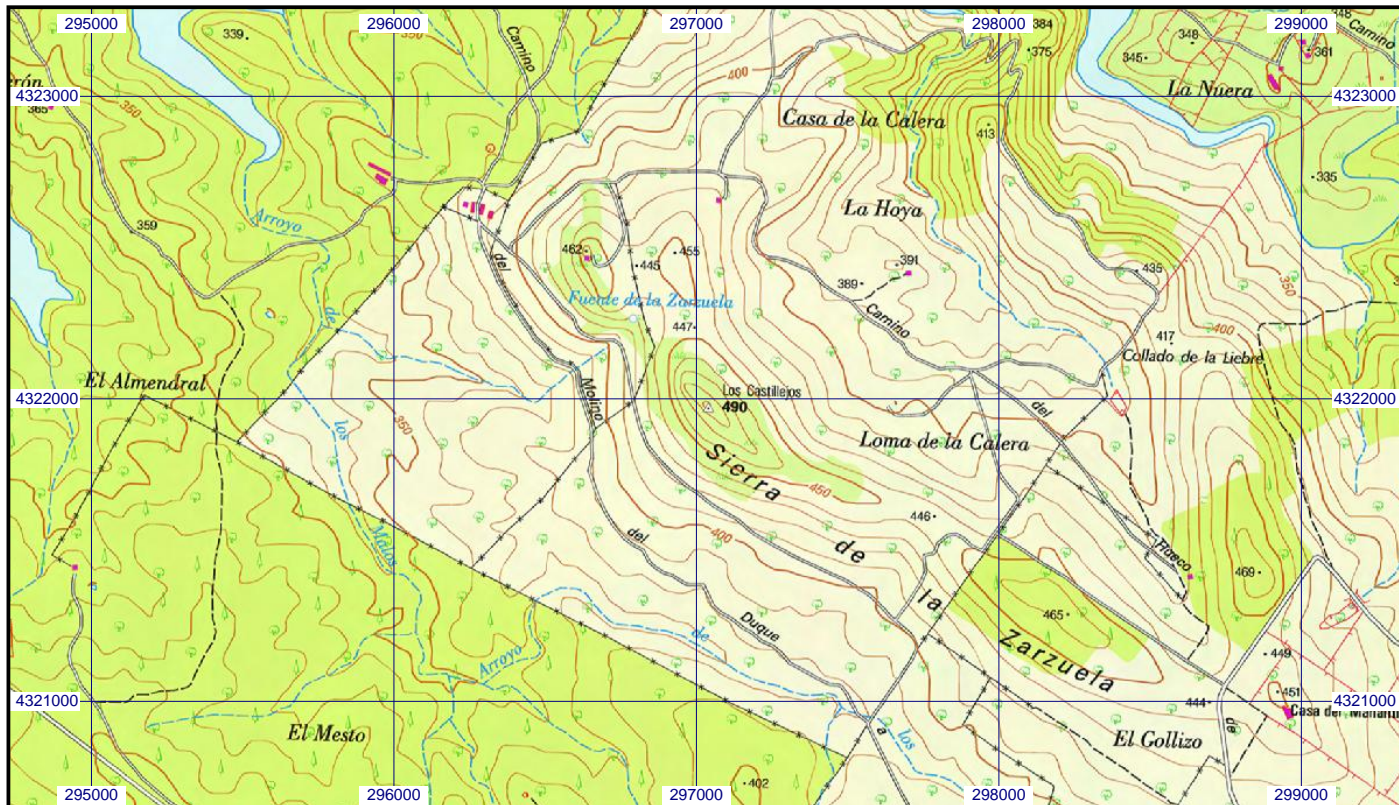 295000
296000
297000
298000
299000
339
350
Camino
400
384
375
348
345
348
Camino
361
4323000
365
350
La Nuera
4323000
Casa de la Calera
413
335
359
Arroyo
La Hoya
462
455
445
del
391
389
435
350
Fuente de la Zarzuela
447
de
Camino
417
400
Collado de la Liebre
El Almendral
4322000
Molino
Los Castillejos
490
4322000
los
350
del
Loma de la Calera
Sierra
450
446
Malos
del
400
de
Hueco
469
la
465
Duque
de
Arroyo
Zarzuela
449
451
444
4321000
4321000
Casa del
El Mesto
a
los
de
El Gollizo
402
295000
296000
297000
298000
299000